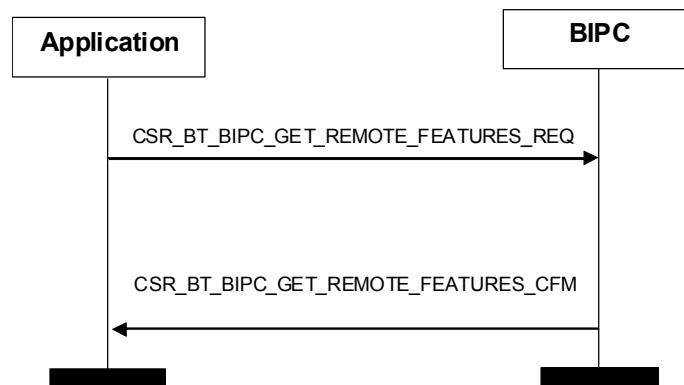 Application
BIPC
CSR_BT_BIPC_GET_REMOTE_FEATURES_REQ
CSR_BT_BIPC_GET_REMOTE_FEATURES_CFM